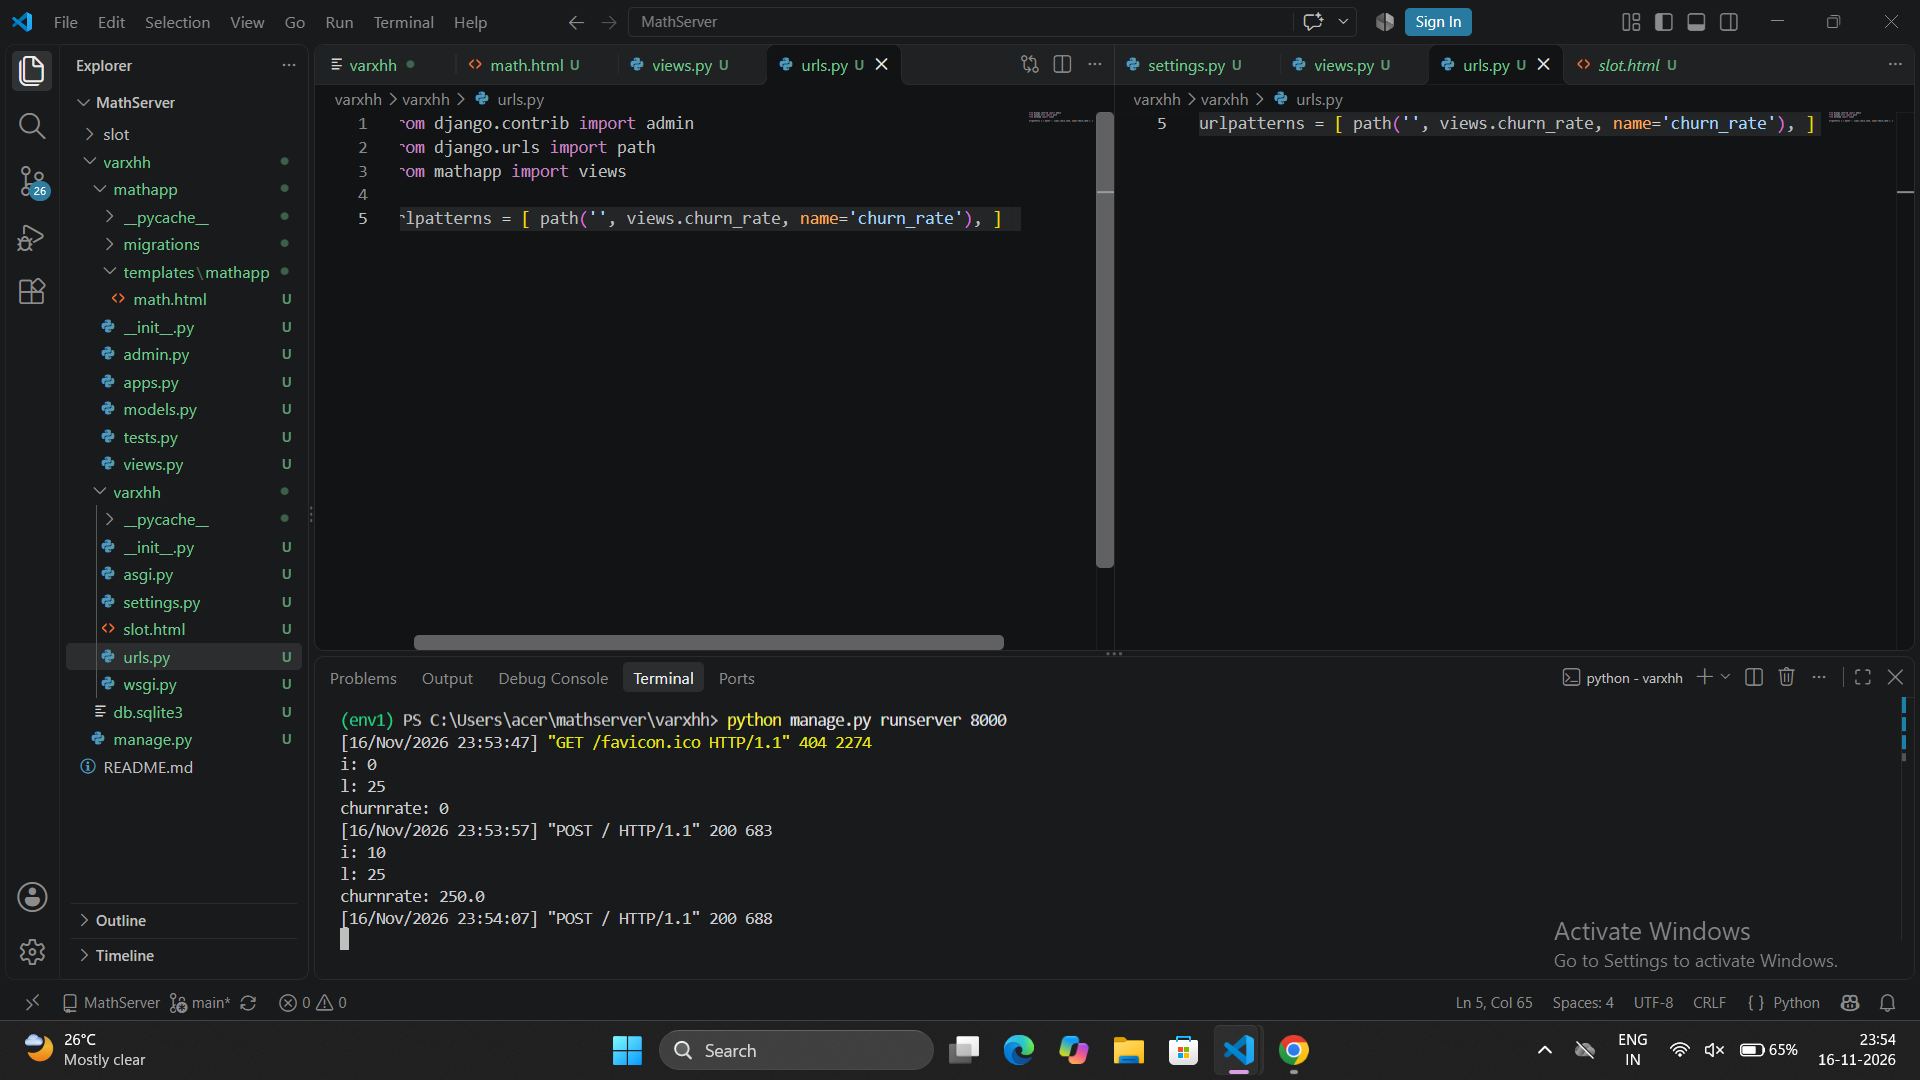 File Edit Selection View Go Run Terminal Help
MathServer
Sign In
Explorer
MathServer
slot
varxhh
mathapp
__pycache__
migrations
templates\mathapp
math.html U
__init__.py U
admin.py U
apps.py U
models.py U
tests.py U
views.py U
varxhh
__pycache__
__init__.py U
asgi.py U
settings.py U
slot.html U
urls.py U
wsgi.py U
db.sqlite3 U
manage.py U
README.md
Outline
Timeline
26
varxhh
math.html U
views.py U
urls.py U
varxhh > varxhh > urls.py
1 rom django.contrib import admin
2 rom django.urls import path
3 rom mathapp import views
4
5 rlpatterns = [ path('', views.churn_rate, name='churn_rate'), ]
settings.py U
views.py U
urls.py U
slot.html U
varxhh > varxhh > urls.py
5 urlpatterns = [ path('', views.churn_rate, name='churn_rate'), ]
Problems Output Debug Console Terminal Ports
python - varxhh
(env1) PS C:\Users\acer\mathserver\varxhh> python manage.py runserver 8000
[16/Nov/2026 23:53:47] "GET /favicon.ico HTTP/1.1" 404 2274
i: 0
l: 25
churnrate: 0
[16/Nov/2026 23:53:57] "POST / HTTP/1.1" 200 683
i: 10
l: 25
churnrate: 250.0
[16/Nov/2026 23:54:07] "POST / HTTP/1.1" 200 688
Activate Windows
Go to Settings to activate Windows.
MathServer main* 0 0
Ln 5, Col 65 Spaces: 4 UTF-8 CRLF { } Python
26°C
Mostly clear
Search
ENG
IN
65%
23:54
16-11-2026